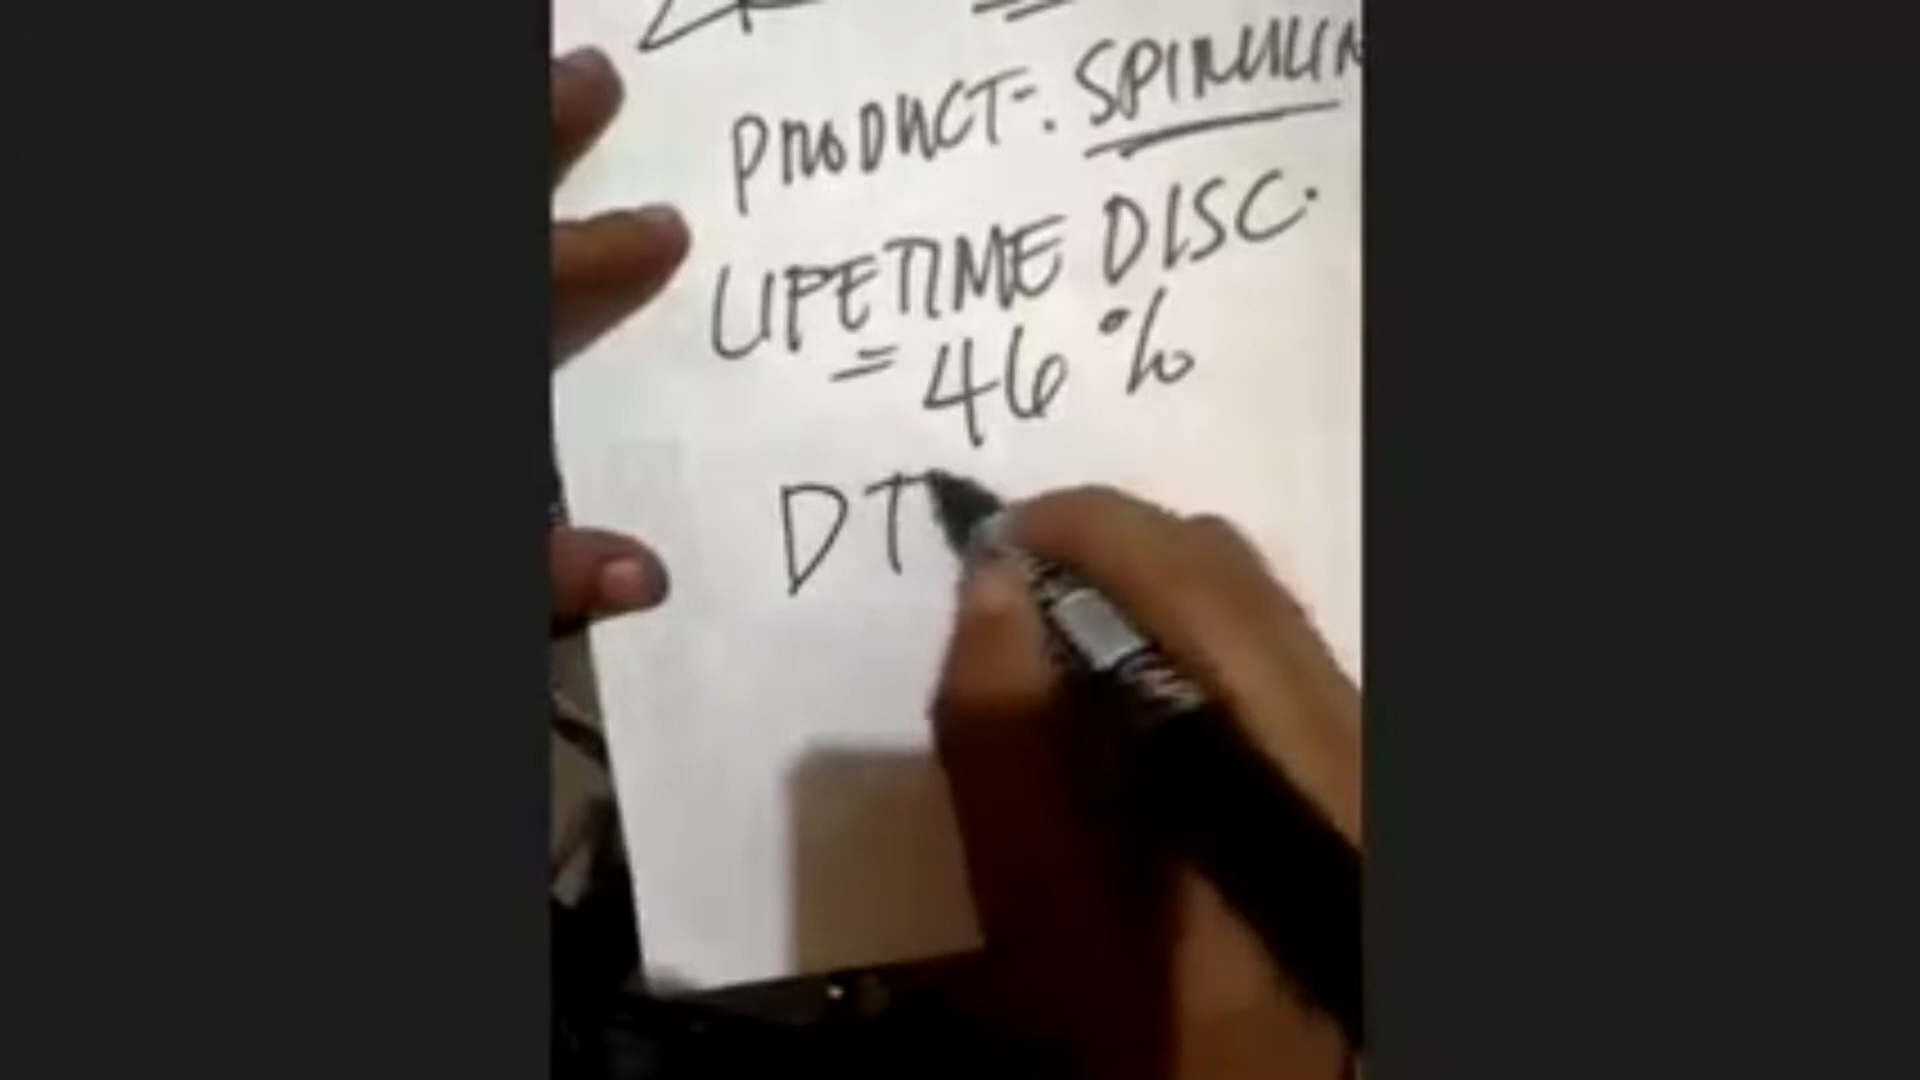 PRODUCT: SPIRULIN
LIFETIME DISC.
= 46 %
DT